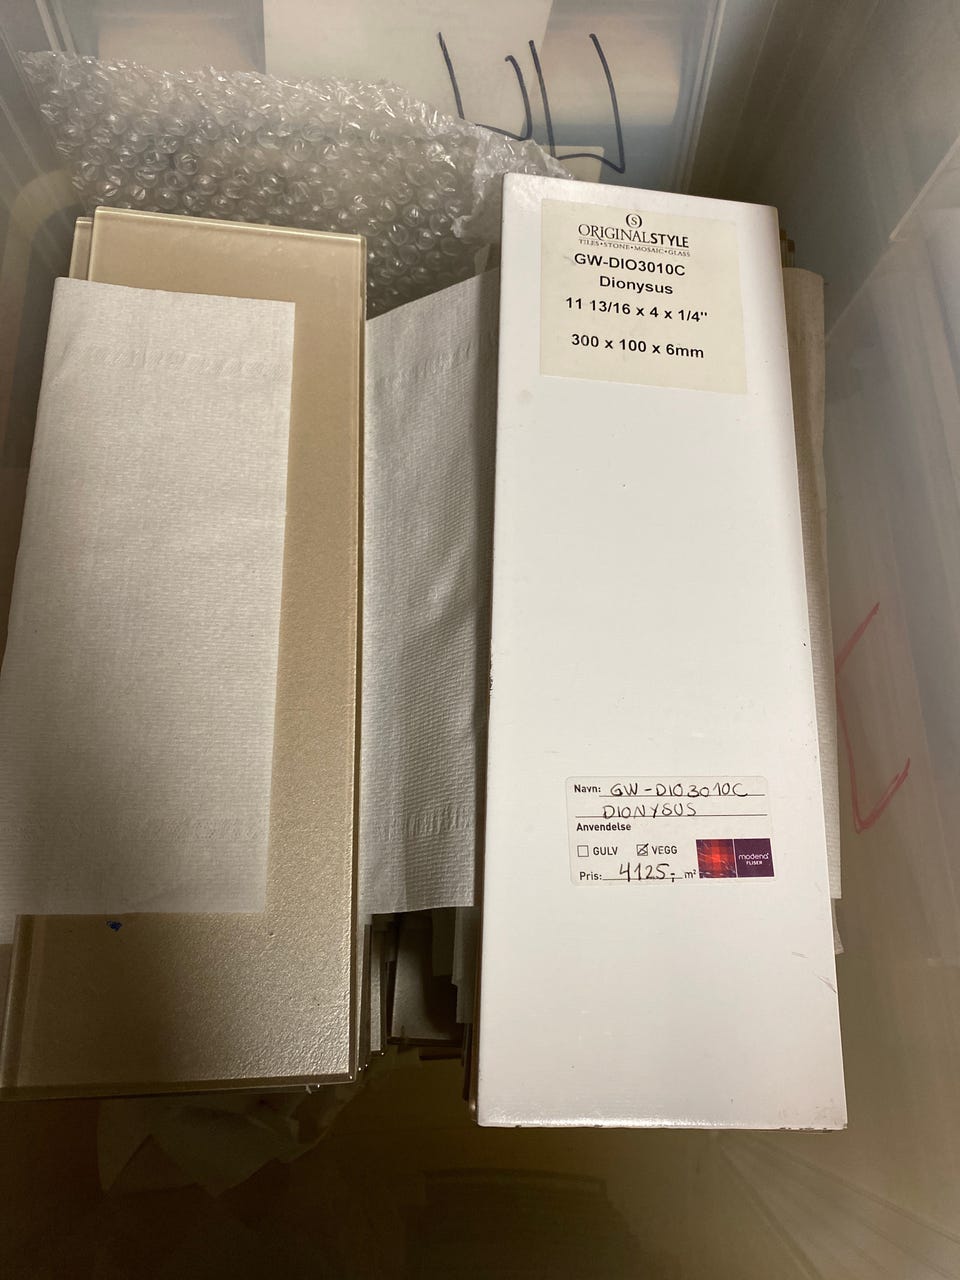 S
ORIGINALSTYLE
TILES•STONE•MOSAIC•GLASS
GW-DIO3010C
Dionysus
11 13/16 x 4 x 1/4"
300 x 100 x 6mm
Navn: GW-DIO3010C
DIONYSUS
Anvendelse
GULV VEGG
modena
FLISER
Pris: 4125,- m²